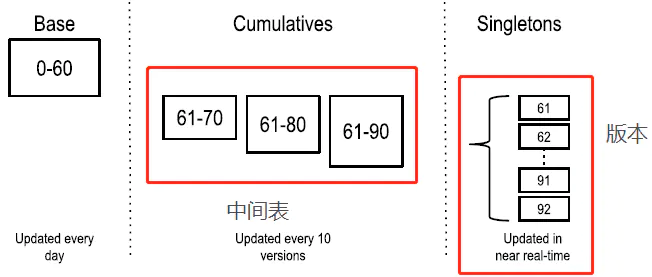 Base
Cumulatives
Singletons
0-60
61-70
61-80
61-90
61
62
91
92
版本
中间表
Updated every
day
Updated every 10
versions
Updated in
near real-time